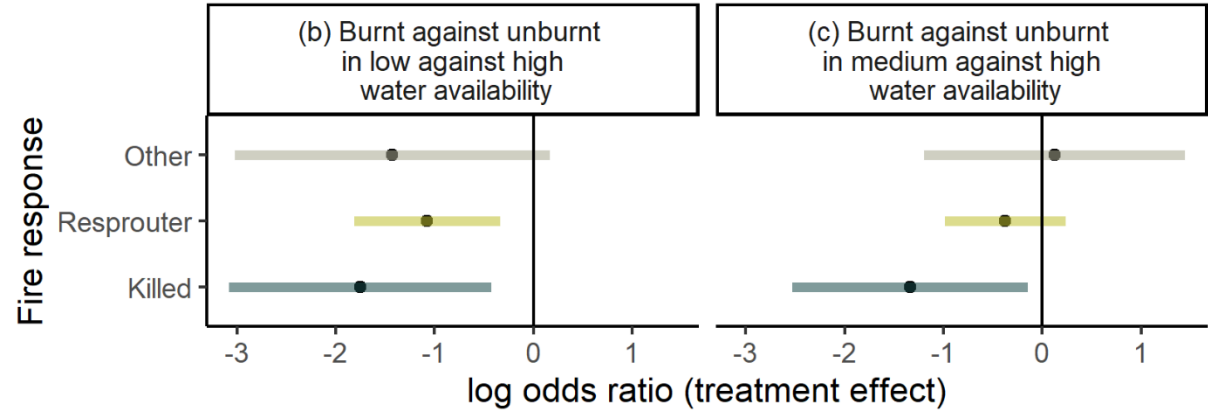 (b) Burnt against unburnt
in low against high
water availability
(c) Burnt against unburnt
in medium against high
water availability
Fire response
Other
Resprouter
Killed
-3 -2 -1 0 1
-3 -2 -1 0 1
log odds ratio (treatment effect)